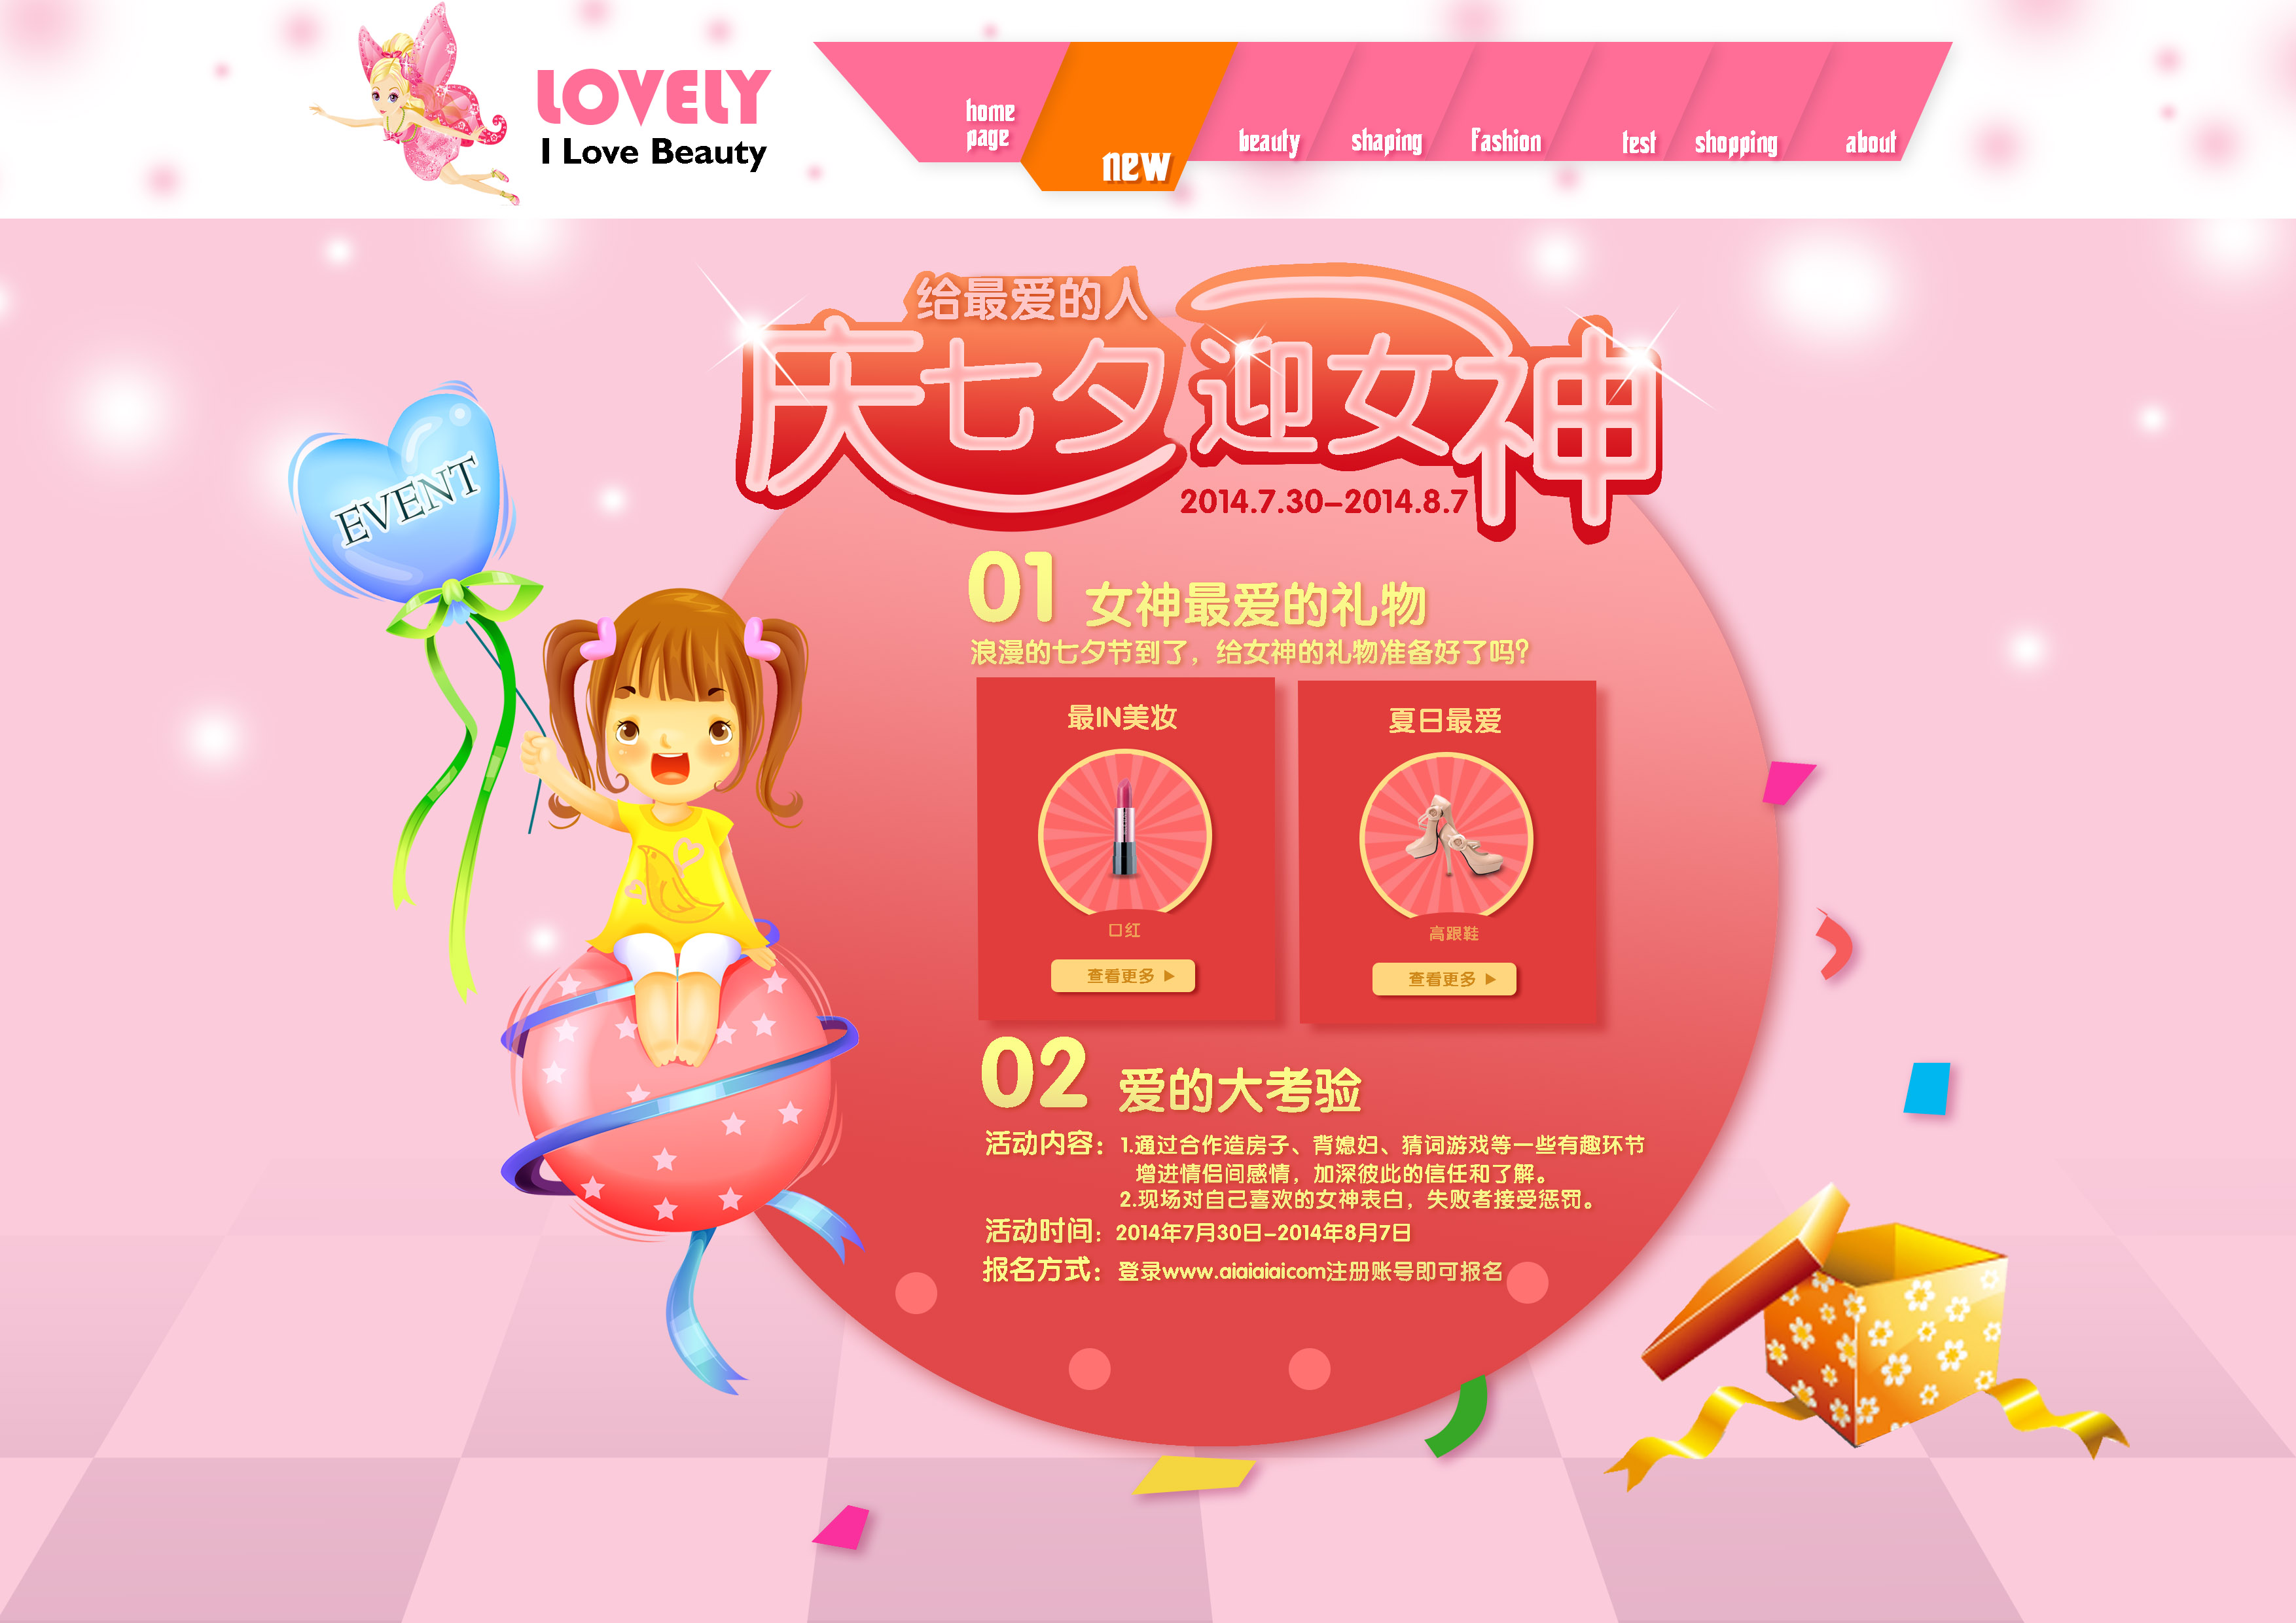 LOVELY
I Love Beauty
home
page
new
beauty
shaping
Fashion
test
shopping
about
给最爱的人
庆七夕迎女神
2014.7.30-2014.8.7
EVENT
01 女神最爱的礼物
浪漫的七夕节到了，给女神的礼物准备好了吗？
最IN美妆
口红
查看更多
夏日最爱
高跟鞋
查看更多
02 爱的大考验
活动内容：1.通过合作造房子、背媳妇、猜词游戏等一些有趣环节
增进情侣间感情，加深彼此的信任和了解。
2.现场对自己喜欢的女神表白，失败者接受惩罚。
活动时间：2014年7月30日-2014年8月7日
报名方式：登录www.aiaiaiaicom注册账号即可报名